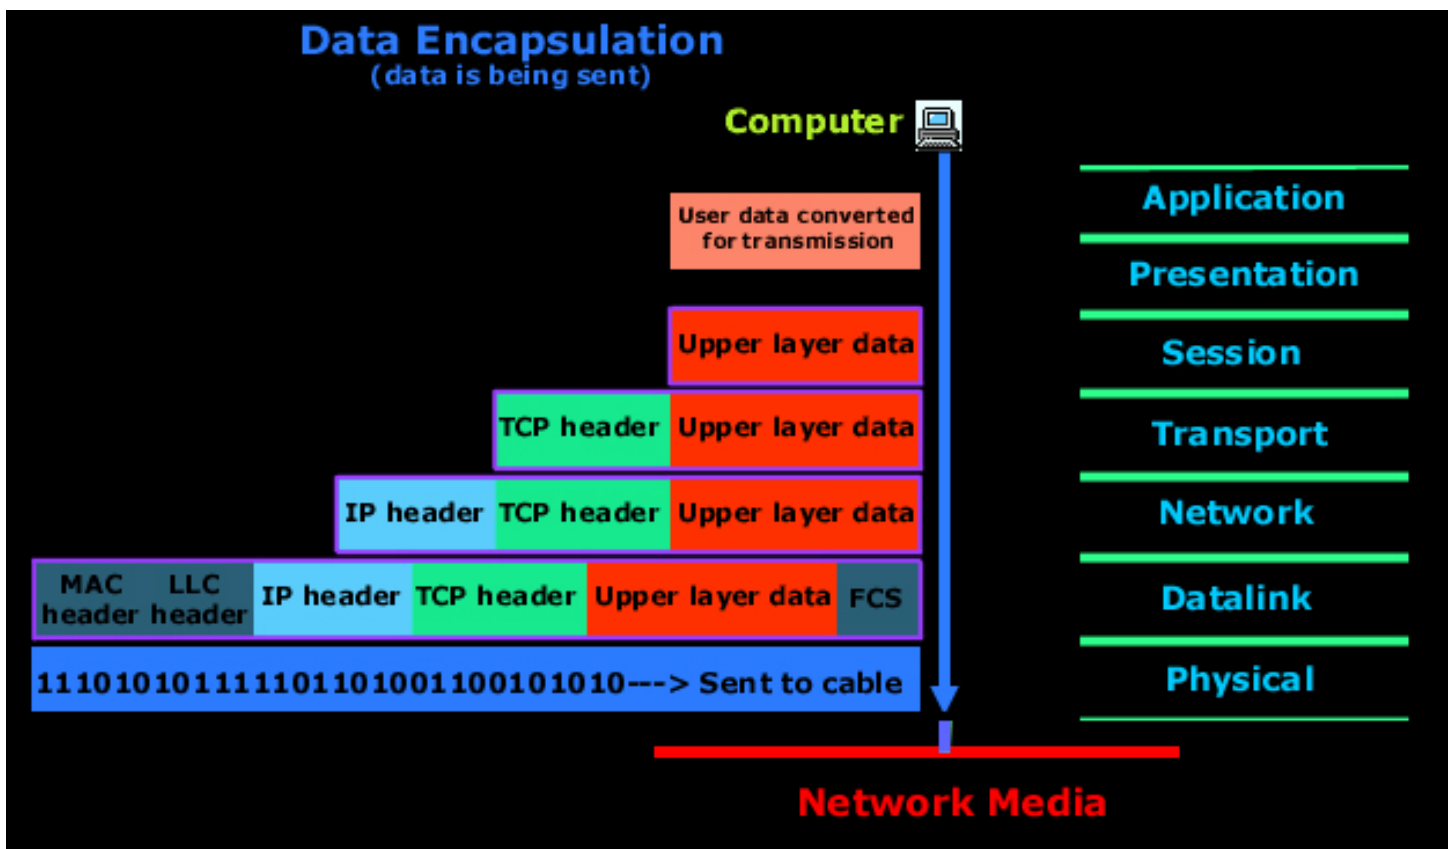 Data Encapsulation
(data is being sent)
Computer
User data converted
for transmission
Upper layer data
TCP header Upper layer data
IP header TCP header Upper layer data
MAC header LLC header IP header TCP header Upper layer data FCS
111010101111101101001100101010---> Sent to cable
Application
Presentation
Session
Transport
Network
Datalink
Physical
Network Media